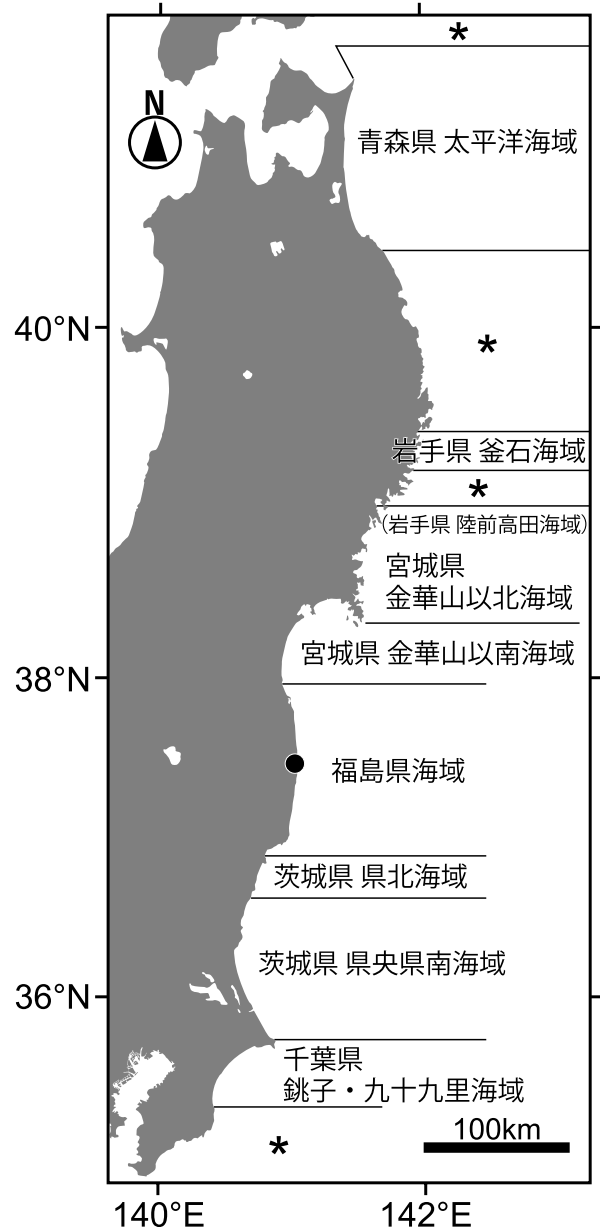 *
N
青森県 太平洋海域
40°N
*
岩手県 釜石海域
*
（岩手県 陸前高田海域）
宮城県
金華山以北海域
宮城県 金華山以南海域
38°N
福島県海域
茨城県 県北海域
茨城県 県央県南海域
36°N
千葉県
銚子・九十九里海域
100km
*
140°E
142°E